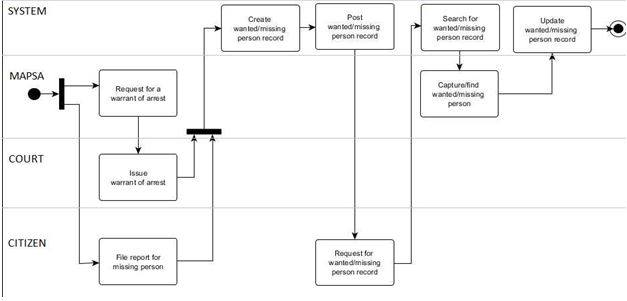 SYSTEM
Create
wanted/missing
person record
Post
wanted/missing
person record
Search for
wanted/missing
person record
Update
wanted/missing
person record
MAPSA
Request for a
warrant of arrest
Capture/find
wanted/missing
person
COURT
Issue
warrant of arrest
CITIZEN
File report for
missing person
Request for
wanted/missing
person record